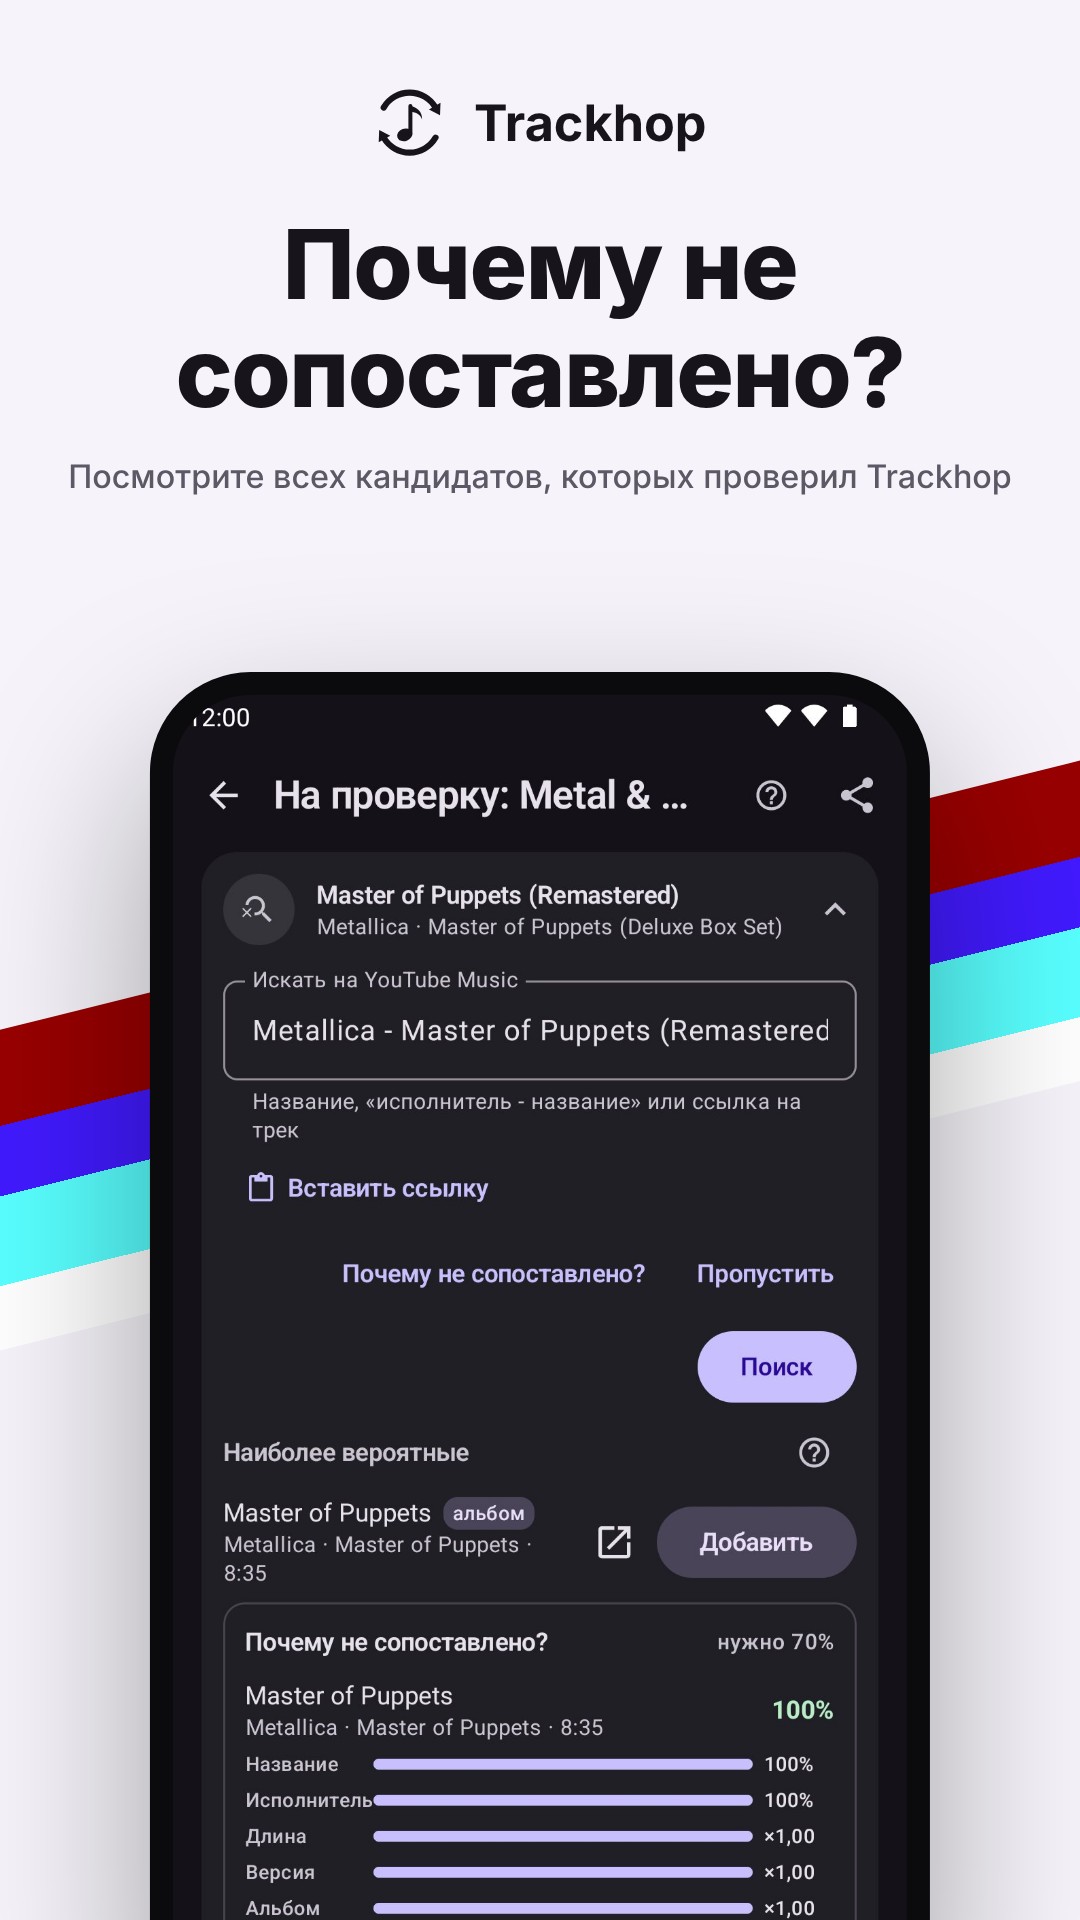 Trackhop
Почему не
сопоставлено?
Посмотрите всех кандидатов, которых проверил Trackhop
12:00
На проверку: Metal & ...
Master of Puppets (Remastered)
Metallica · Master of Puppets (Deluxe Box Set)
Искать на YouTube Music
Metallica - Master of Puppets (Remastered
Название, «исполнитель - название» или ссылка на
трек
Вставить ссылку
Почему не сопоставлено? Пропустить
Поиск
Наиболее вероятные
Master of Puppets альбом
Metallica · Master of Puppets ·
8:35
Добавить
Почему не сопоставлено? нужно 70%
Master of Puppets
Metallica · Master of Puppets · 8:35
100%
Название 100%
Исполнитель 100%
Длина ×1,00
Версия ×1,00
Альбом ×1,00